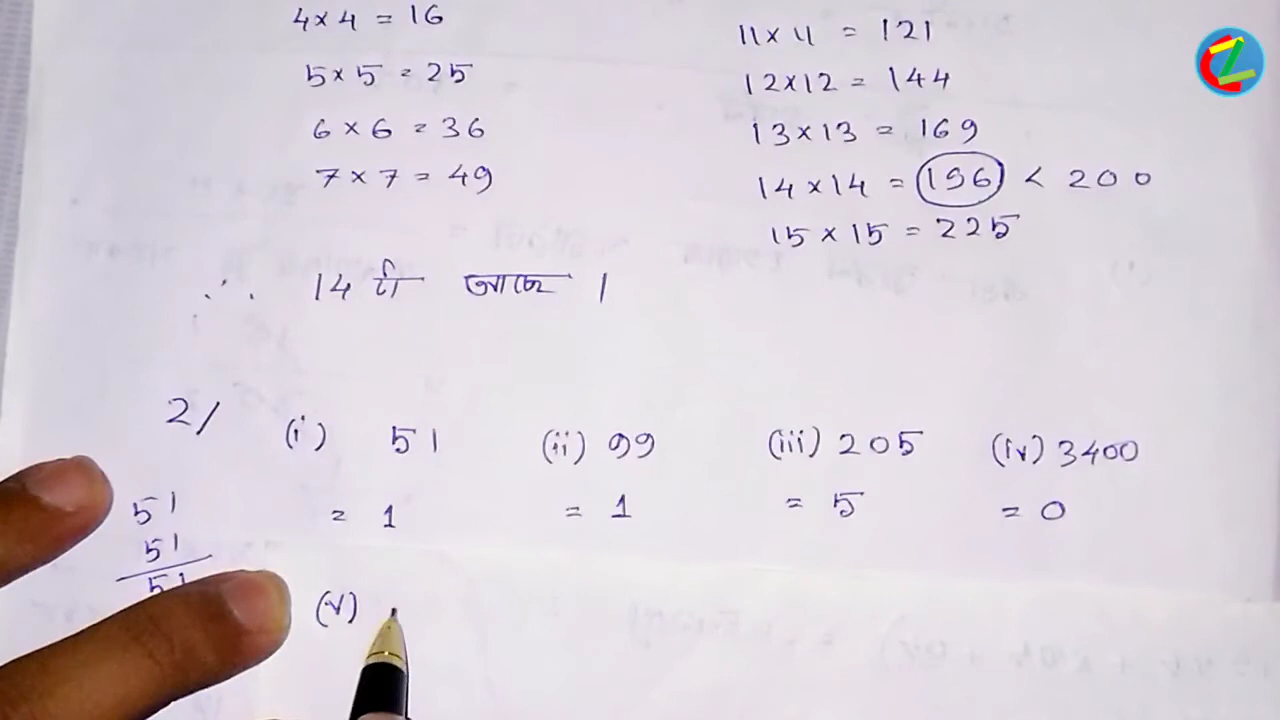 4 × 4 = 16
5 × 5 = 25
6 × 6 = 36
7 × 7 = 49
11 × 11 = 121
12 × 12 = 144
13 × 13 = 169
14 × 14 = 196 < 200
15 × 15 = 225
∴ 14 টা আছে ।
2/ (i) 51 (ii) 99 (iii) 205 (iv) 3400
= 1 = 1 = 5 = 0
51
51
51
(v)